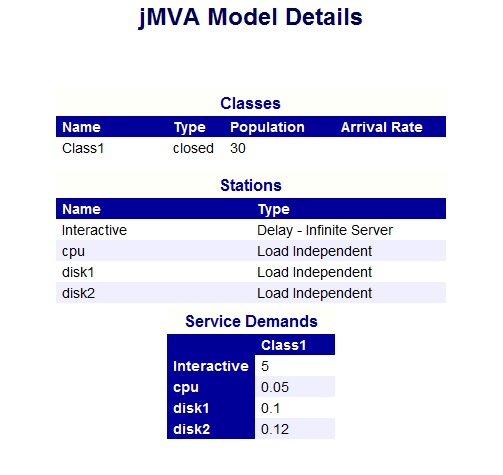 jMVA Model Details
Classes
Name Type Population Arrival Rate
Class1 closed 30
Stations
Name Type
Interactive Delay - Infinite Server
cpu Load Independent
disk1 Load Independent
disk2 Load Independent
Service Demands
Class1
Interactive 5
cpu 0.05
disk1 0.1
disk2 0.12